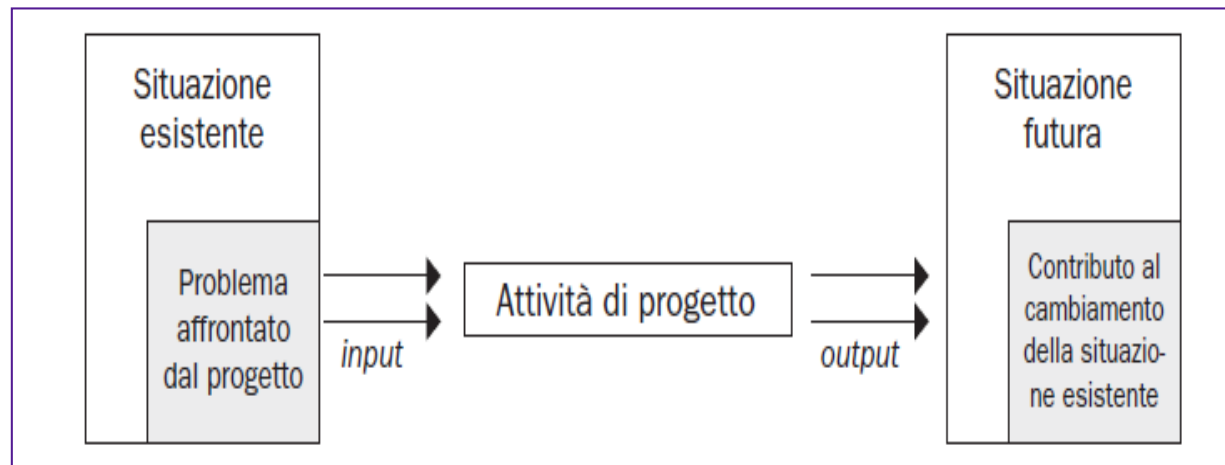 Situazione
esistente
Problema
affrontato
dal progetto
input
Attività di progetto
output
Situazione
futura
Contributo al
cambiamento
della situazio-
ne esistente